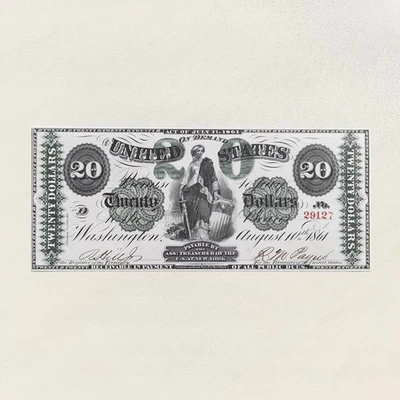 ACT OF JULY 17, 1861
ON DEMAND
UNITED STATES
20
20 20
TWENTY DOLLARS
TWENTY DOLLARS
Twenty Dollars
No. 29127
Washington, August 10th 1861
PAYABLE BY
THE
ASS: TREASURER OF THE
U.S. AT NEW YORK
RECEIVABLE IN PAYMENT OF ALL PUBLIC DUES.